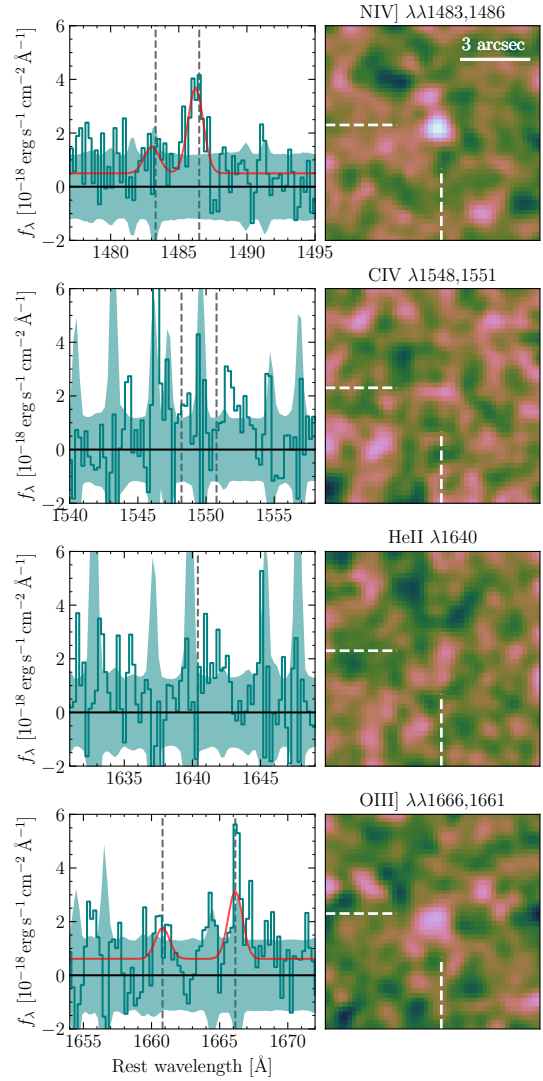 NIV] λλ1483,1486
3 arcsec
6
4
2
0
−2
fλ [10⁻¹⁸ erg s⁻¹ cm⁻² Å⁻¹]
1480 1485 1490 1495
CIV λ1548,1551
6
4
2
0
−2
fλ [10⁻¹⁸ erg s⁻¹ cm⁻² Å⁻¹]
1540 1545 1550 1555
HeII λ1640
6
4
2
0
−2
fλ [10⁻¹⁸ erg s⁻¹ cm⁻² Å⁻¹]
1635 1640 1645
OIII] λλ1666,1661
6
4
2
0
−2
fλ [10⁻¹⁸ erg s⁻¹ cm⁻² Å⁻¹]
1655 1660 1665 1670
Rest wavelength [Å]